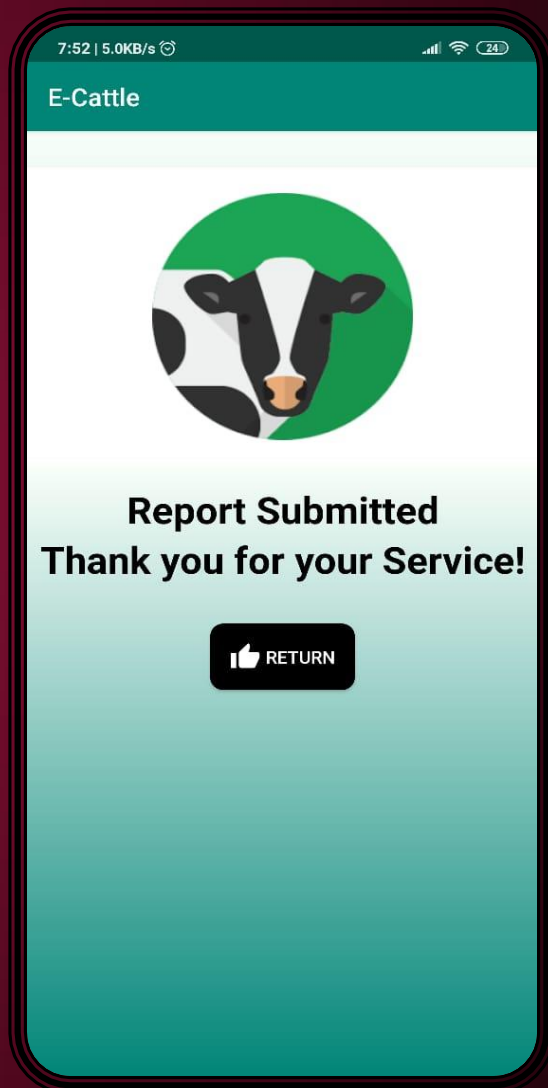 7:52 | 5.0KB/s
24
E-Cattle
Report Submitted
Thank you for your Service!
RETURN